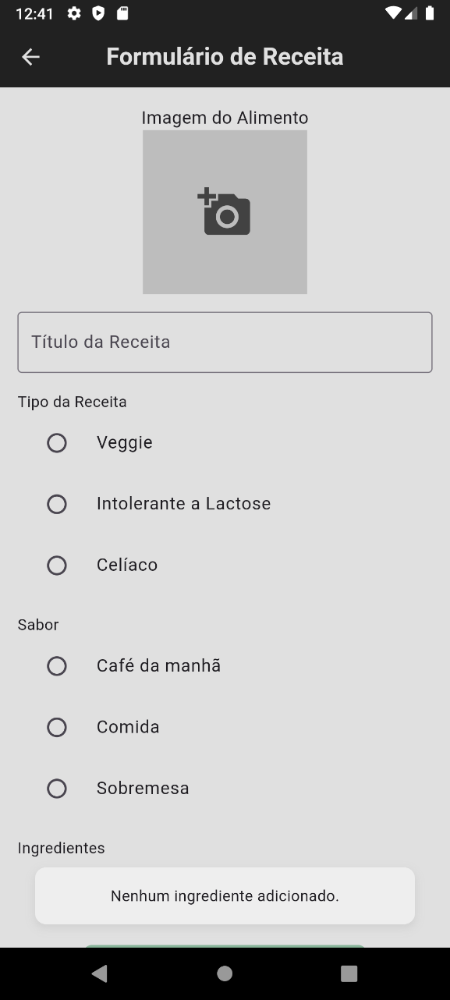 12:41
Formulário de Receita
Imagem do Alimento
Título da Receita
Tipo da Receita
Veggie
Intolerante a Lactose
Celíaco
Sabor
Café da manhã
Comida
Sobremesa
Ingredientes
Nenhum ingrediente adicionado.